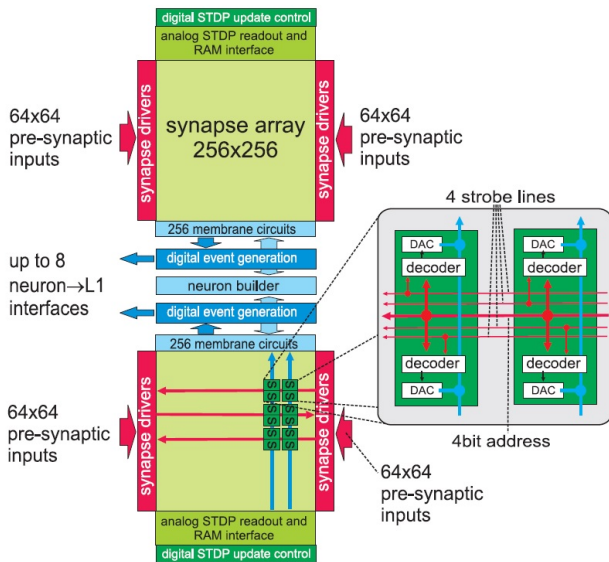 digital STDP update control
analog STDP readout and
RAM interface
64x64
pre-synaptic
inputs
synapse drivers
synapse array
256x256
synapse drivers
64x64
pre-synaptic
inputs
256 membrane circuits
digital event generation
up to 8
neuron→L1
interfaces
neuron builder
digital event generation
256 membrane circuits
4 strobe lines
DAC
decoder
decoder
DAC
DAC
decoder
decoder
DAC
4bit address
64x64
pre-synaptic
inputs
synapse drivers
S S
S S
S S
S S
S S
S S
synapse drivers
64x64
pre-synaptic
inputs
analog STDP readout and
RAM interface
digital STDP update control